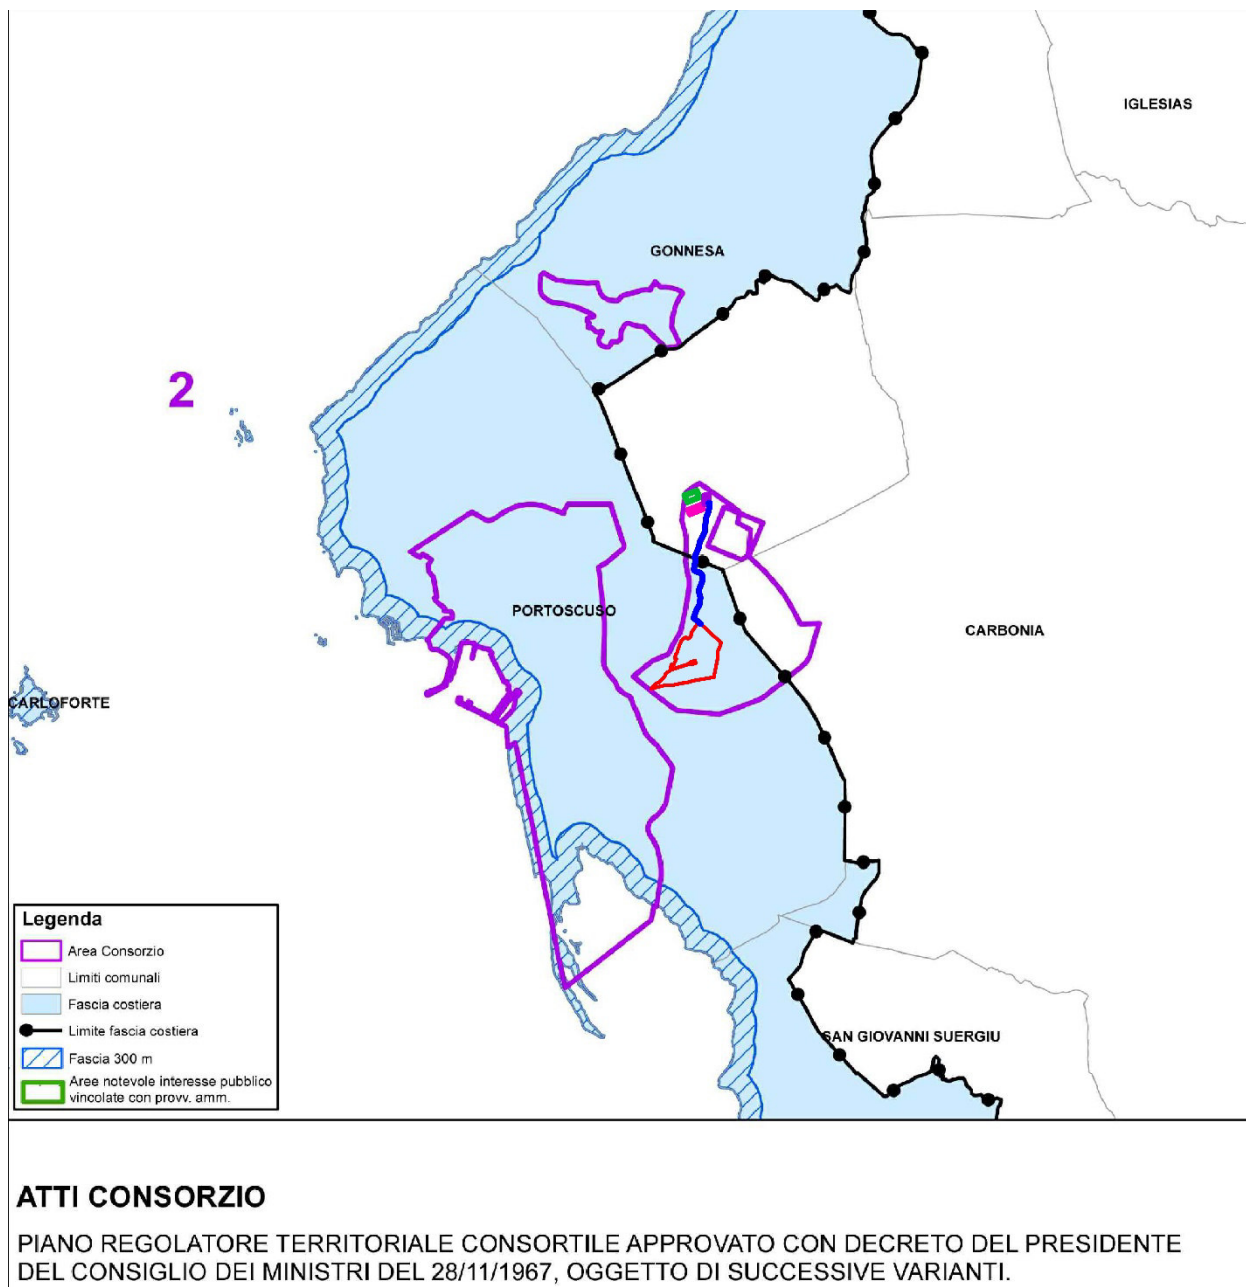 IGLESIAS
GONNESA
2
PORTOSCUSO
CARBONIA
CARLOFORTE
SAN GIOVANNI SUERGIU
Legenda
Area Consorzio
Limiti comunali
Fascia costiera
Limite fascia costiera
Fascia 300 m
Aree notevole interesse pubblico
vincolate con provv. amm.
ATTI CONSORZIO
PIANO REGOLATORE TERRITORIALE CONSORTILE APPROVATO CON DECRETO DEL PRESIDENTE
DEL CONSIGLIO DEI MINISTRI DEL 28/11/1967, OGGETTO DI SUCCESSIVE VARIANTI.